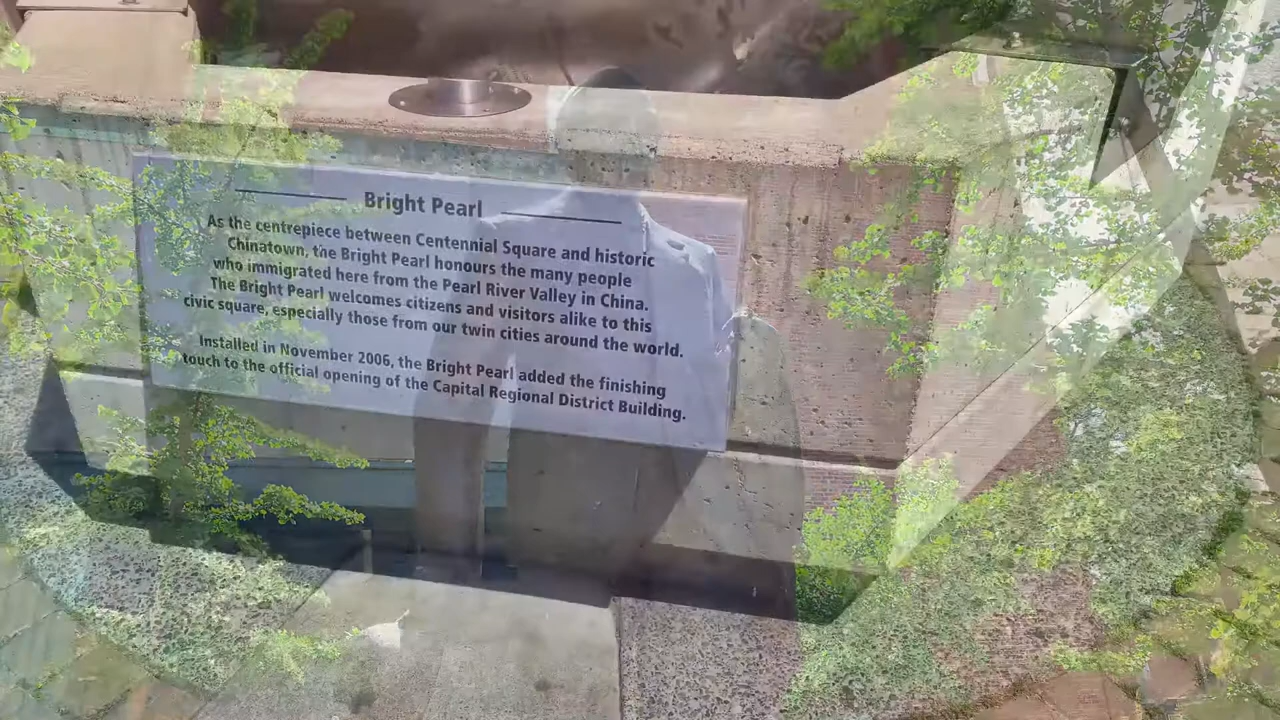 Bright Pearl
As the centrepiece between Centennial Square and historic
Chinatown, the Bright Pearl honours the many people
who immigrated here from the Pearl River Valley in China.
The Bright Pearl welcomes citizens and visitors alike to this
civic square, especially those from our twin cities around the world.
Installed in November 2006, the Bright Pearl added the finishing
touch to the official opening of the Capital Regional District Building.